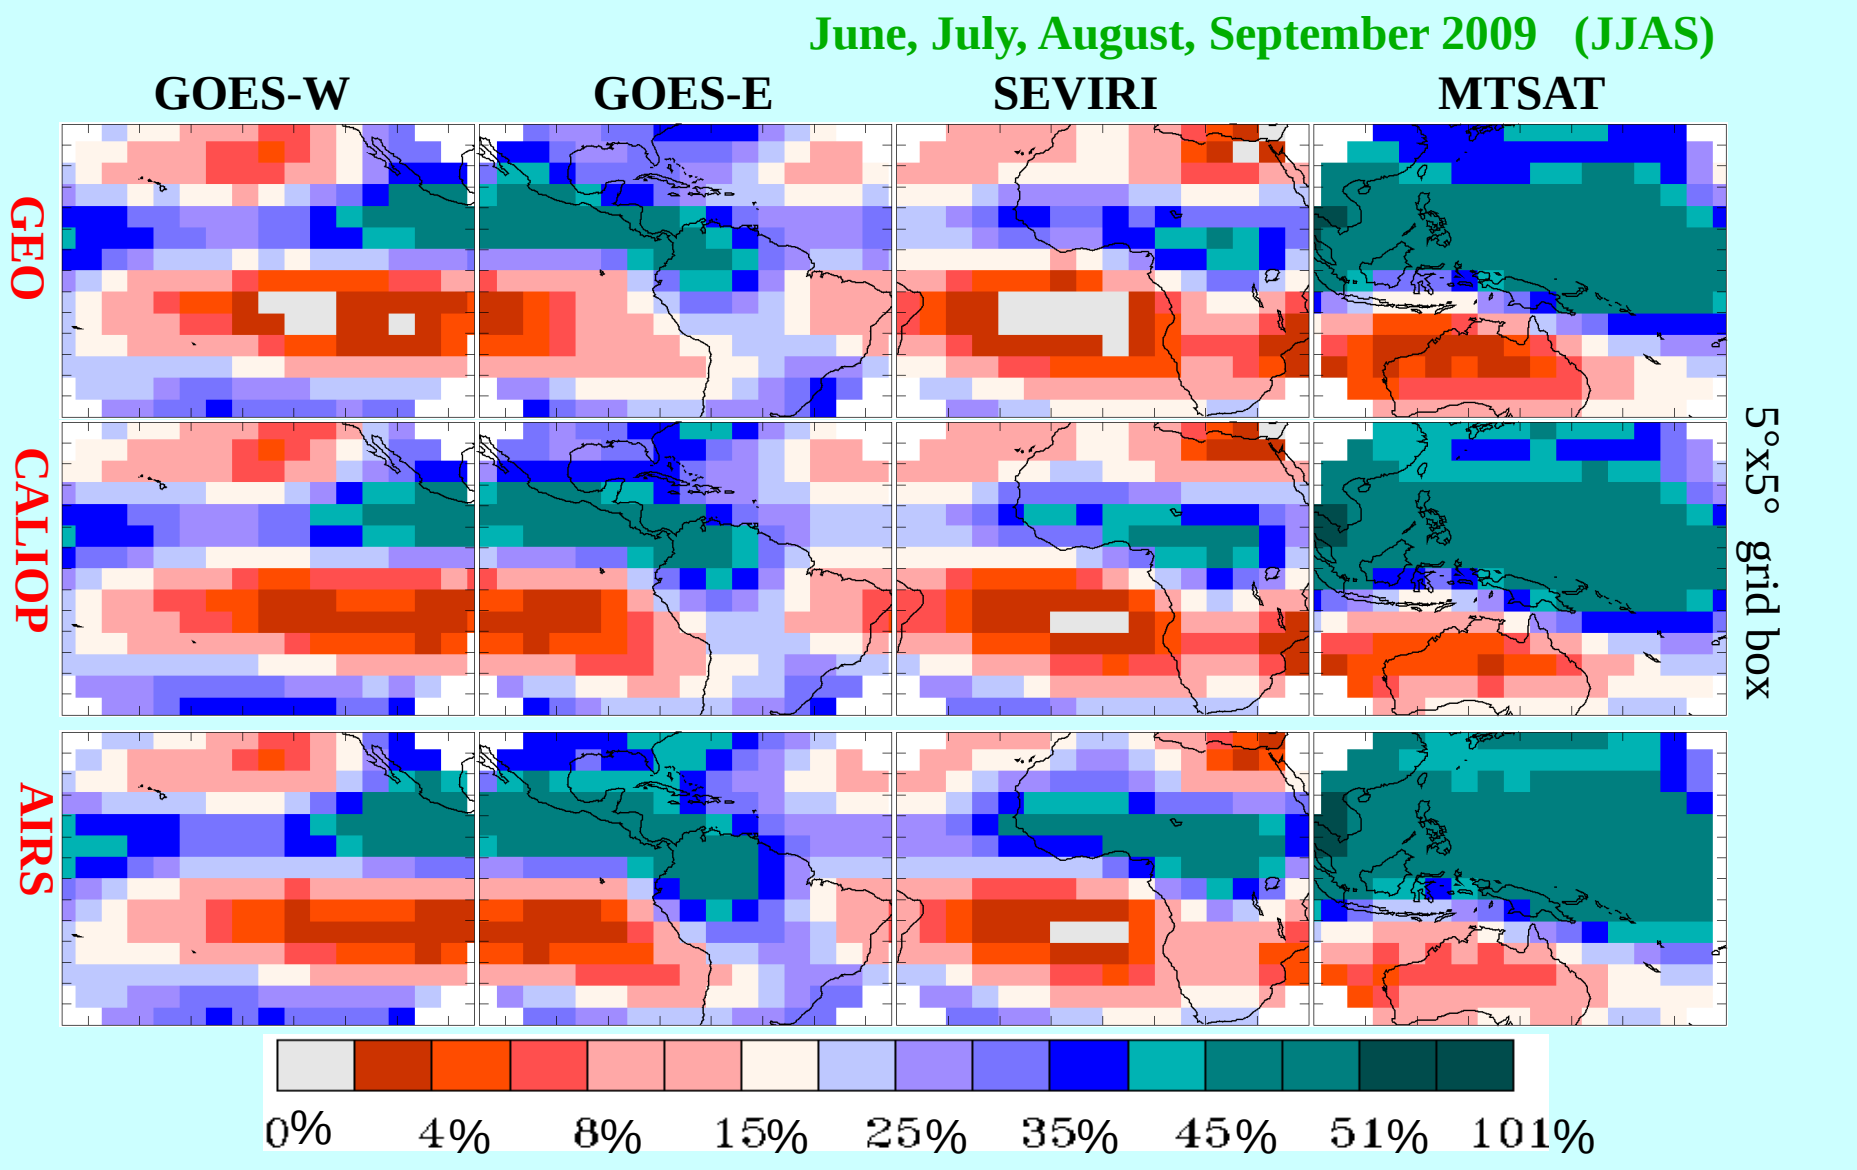 June, July, August, September 2009 (JJAS)
GOES-W GOES-E SEVIRI MTSAT
GEO
CALIOP
AIRS
5°x5° grid box
0% 4% 8% 15% 25% 35% 45% 51% 101%